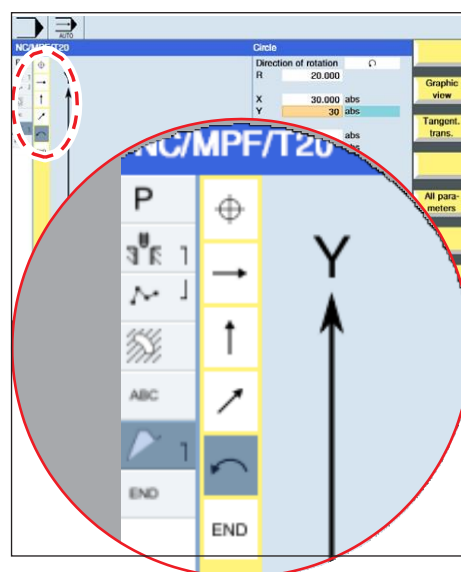 AUTO
NC/MPF/T20
Circle
Direction of rotation
R 20.000
X 30.000 abs
Y 30 abs
abs
abs
Graphic
view
Tangent.
trans.
All para-
meters
NC/MPF/T20
P
Y
ABC
END
END